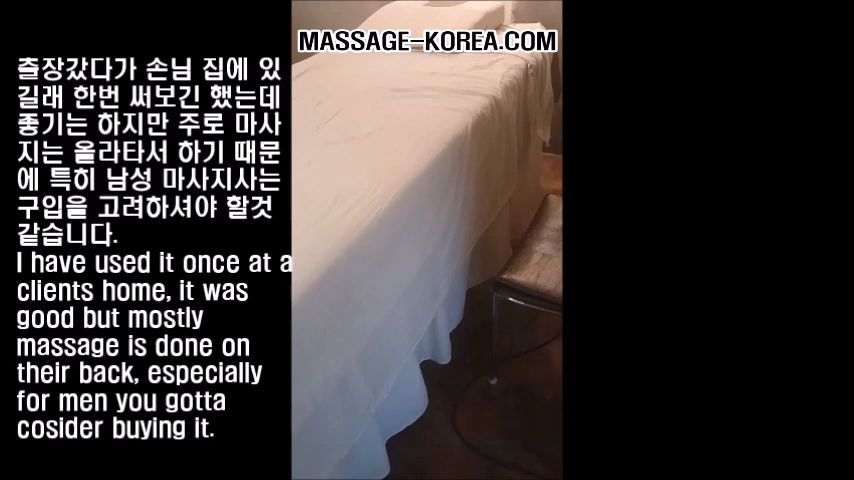 MASSAGE-KOREA.COM
출장갔다가 손님 집에 있
길래 한번 써보긴 했는데
좋기는 하지만 주로 마사
지는 올라타서 하기 때문
에 특히 남성 마사지사는
구입을 고려하셔야 할것
같습니다.
I have used it once at a
clients home, it was
good but mostly
massage is done on
their back, especially
for men you gotta
cosider buying it.